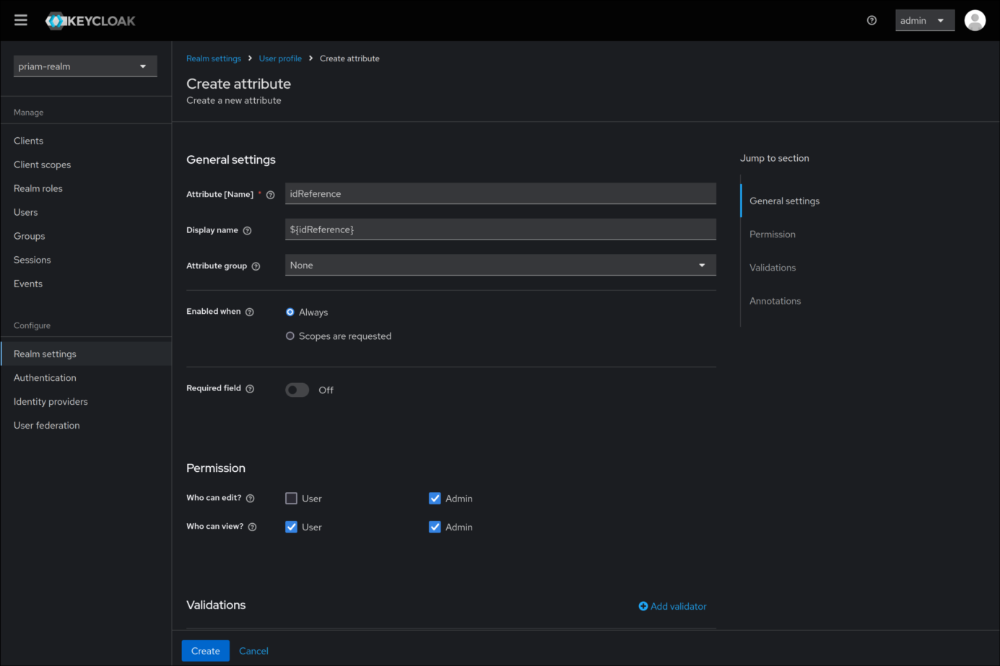 KEYCLOAK
admin
priam-realm
Manage
Clients
Client scopes
Realm roles
Users
Groups
Sessions
Events
Configure
Realm settings
Authentication
Identity providers
User federation
Realm settings > User profile > Create attribute
Create attribute
Create a new attribute
General settings
Attribute [Name] *
idReference
Display name
${idReference}
Attribute group
None
Enabled when
Always
Scopes are requested
Required field
Off
Permission
Who can edit?
User
Admin
Who can view?
User
Admin
Validations
Add validator
Create
Cancel
Jump to section
General settings
Permission
Validations
Annotations